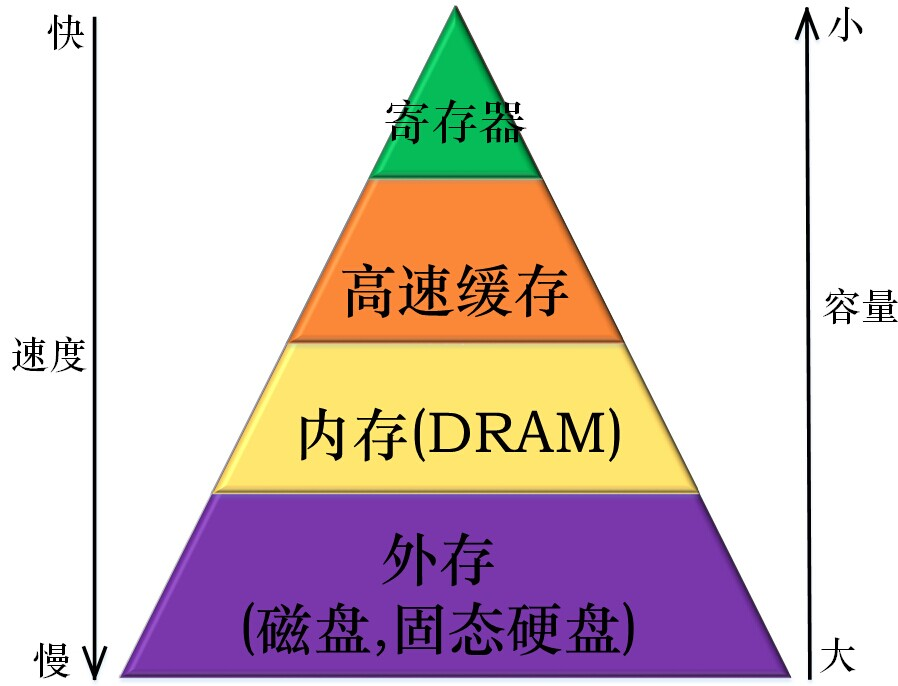 快
小
寄存器
高速缓存
容量
速度
内存(DRAM)
外存
(磁盘,固态硬盘)
慢
大